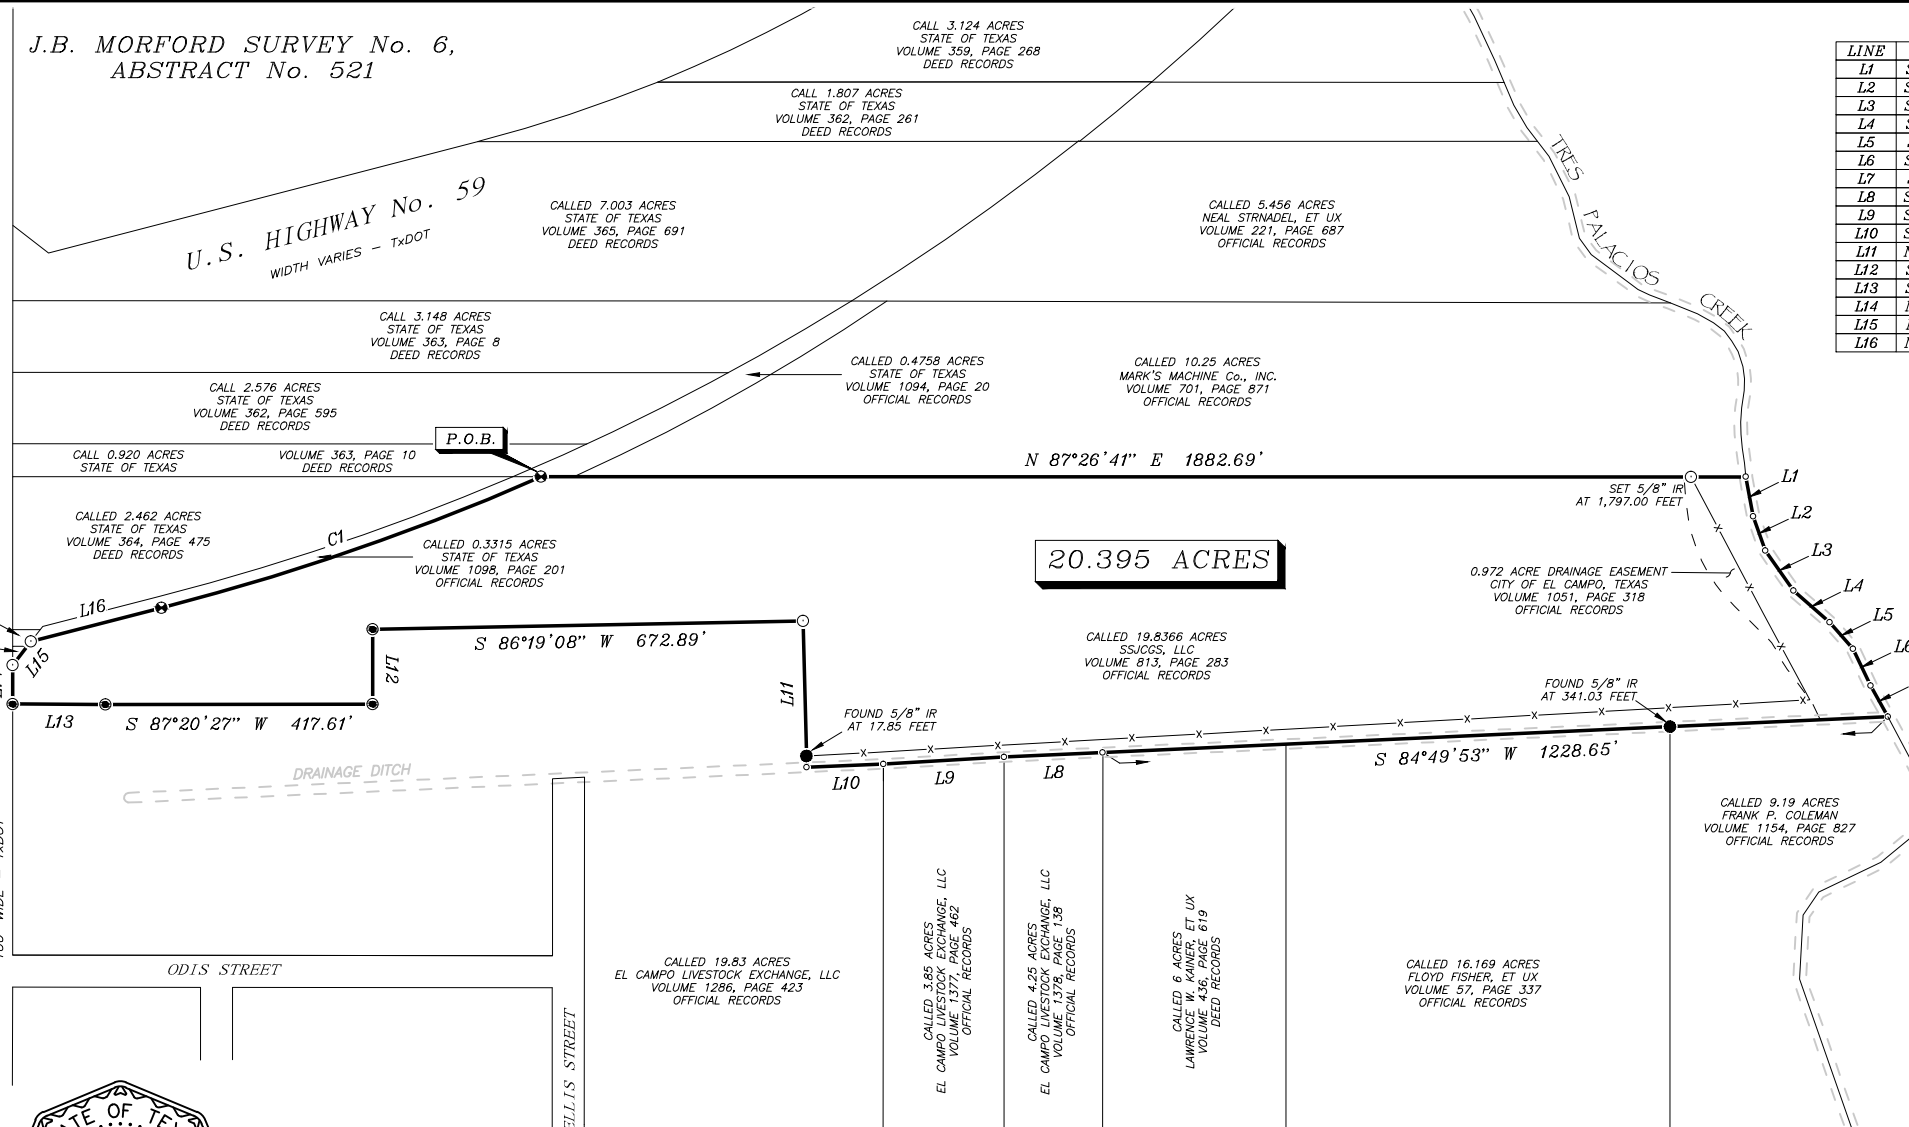 J.B. MORFORD SURVEY No. 6,
ABSTRACT No. 521
CALL 3.124 ACRES
STATE OF TEXAS
VOLUME 359, PAGE 268
DEED RECORDS
CALL 1.807 ACRES
STATE OF TEXAS
VOLUME 362, PAGE 261
DEED RECORDS
LINE
L1
L2
L3
L4
L5
L6
L7
L8
L9
L10
L11
L12
L13
L14
L15
L16
TRES PALACIOS CREEK
U.S. HIGHWAY No. 59
WIDTH VARIES - TxDOT
CALLED 7.003 ACRES
STATE OF TEXAS
VOLUME 365, PAGE 691
DEED RECORDS
CALLED 5.456 ACRES
NEAL STRNADEL, ET UX
VOLUME 221, PAGE 687
OFFICIAL RECORDS
CALL 3.148 ACRES
STATE OF TEXAS
VOLUME 363, PAGE 8
DEED RECORDS
CALLED 0.4758 ACRES
STATE OF TEXAS
VOLUME 1094, PAGE 20
OFFICIAL RECORDS
CALLED 10.25 ACRES
MARK'S MACHINE Co., INC.
VOLUME 701, PAGE 871
OFFICIAL RECORDS
CALL 2.576 ACRES
STATE OF TEXAS
VOLUME 362, PAGE 595
DEED RECORDS
P.O.B.
CALL 0.920 ACRES
STATE OF TEXAS
VOLUME 363, PAGE 10
DEED RECORDS
N 87°26'41" E 1882.69'
SET 5/8" IR
AT 1,797.00 FEET
L1
L2
L3
L4
L5
L6
CALLED 2.462 ACRES
STATE OF TEXAS
VOLUME 364, PAGE 475
DEED RECORDS
C1
CALLED 0.3315 ACRES
STATE OF TEXAS
VOLUME 1098, PAGE 201
OFFICIAL RECORDS
20.395 ACRES
0.972 ACRE DRAINAGE EASEMENT
CITY OF EL CAMPO, TEXAS
VOLUME 1051, PAGE 318
OFFICIAL RECORDS
L16
L15
S 86°19'08" W 672.89'
L12
L11
CALLED 19.8366 ACRES
SSJCGS, LLC
VOLUME 813, PAGE 283
OFFICIAL RECORDS
FOUND 5/8" IR
AT 341.03 FEET
L13
S 87°20'27" W 417.61'
FOUND 5/8" IR
AT 17.85 FEET
S 84°49'53" W 1228.65'
DRAINAGE DITCH
L10
L9
L8
CALLED 9.19 ACRES
FRANK P. COLEMAN
VOLUME 1154, PAGE 827
OFFICIAL RECORDS
WIDE - TxDOT
ODIS STREET
CALLED 19.83 ACRES
EL CAMPO LIVESTOCK EXCHANGE, LLC
VOLUME 1286, PAGE 423
OFFICIAL RECORDS
CALLED 3.85 ACRES
EL CAMPO LIVESTOCK EXCHANGE, LLC
VOLUME 1377, PAGE 462
OFFICIAL RECORDS
CALLED 4.25 ACRES
EL CAMPO LIVESTOCK EXCHANGE, LLC
VOLUME 1378, PAGE 138
OFFICIAL RECORDS
CALLED 6 ACRES
LAWRENCE W. KAINER, ET UX
VOLUME 436, PAGE 619
DEED RECORDS
CALLED 16.169 ACRES
FLOYD FISHER, ET UX
VOLUME 57, PAGE 337
OFFICIAL RECORDS
ELLIS STREET
OF